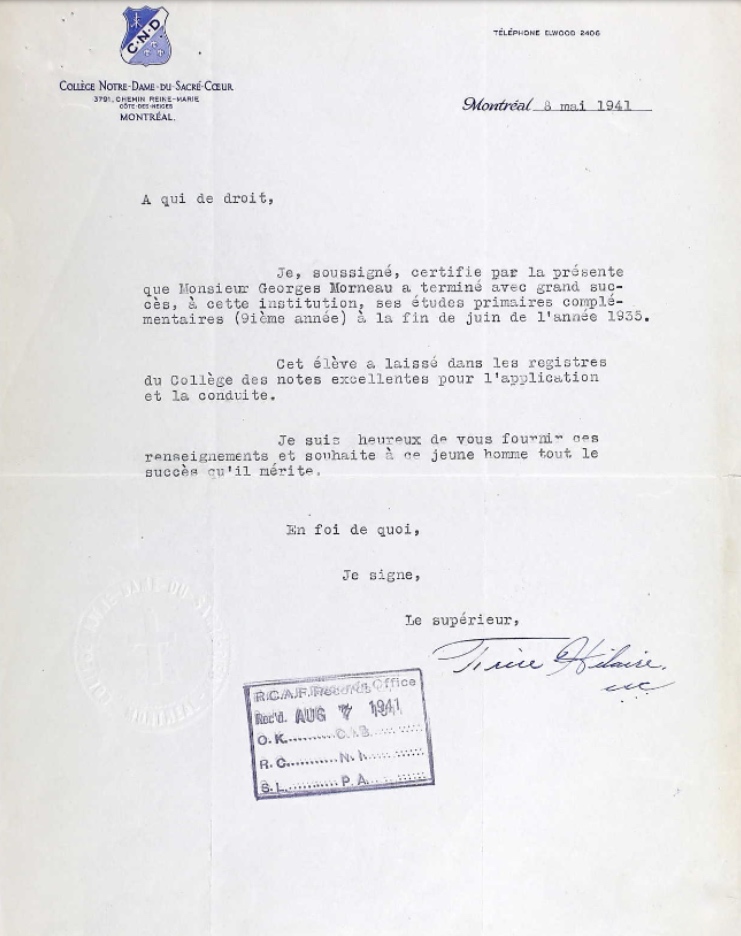 C·N·D
TÉLÉPHONE ELWOOD 2406
COLLÈGE NOTRE-DAME-DU-SACRÉ-CŒUR
3791, CHEMIN REINE-MARIE
CÔTE-DES-NEIGES
MONTRÉAL.
Montréal 8 mai 1941
A qui de droit,
Je, soussigné, certifie par la présente
que Monsieur Georges Morneau a terminé avec grand suc-
cès, à cette institution, ses études primaires complé-
mentaires (9ième année) à la fin de juin de l'année 1935.
Cet élève a laissé dans les registres
du Collège des notes excellentes pour l'application
et la conduite.
Je suis heureux de vous fournir ces
renseignements et souhaite à ce jeune homme tout le
succès qu'il mérite.
En foi de quoi,
Je signe,
Le supérieur,
Frère Hilaire,
R.C.A.F. Records Office
Rec'd. AUG 7 1941
O.K..........
R.C..........N.
S.L..........P.A.